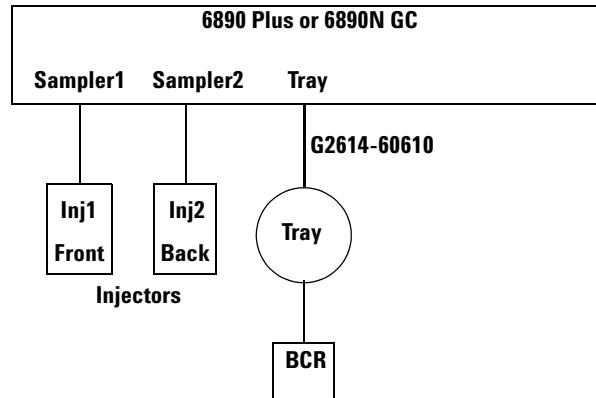 6890 Plus or 6890N GC
Sampler1 Sampler2 Tray
G2614-60610
Inj1 Inj2 Tray
Front Back
Injectors
BCR